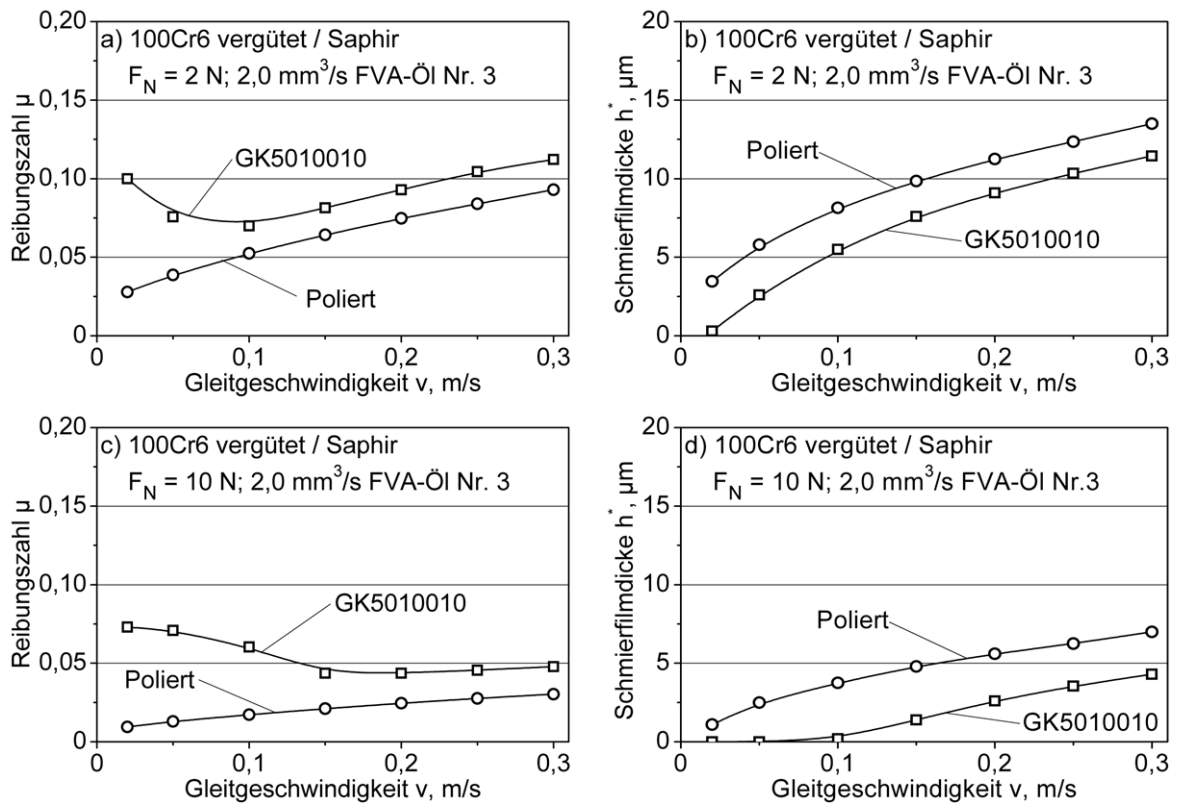 0,20
a) 100Cr6 vergütet / Saphir
F_N = 2 N; 2,0 mm³/s FVA-Öl Nr. 3
0,15
GK5010010
0,10
0,05
Poliert
0
0
0,1
0,2
0,3
Reibungszahl µ
Gleitgeschwindigkeit v, m/s
20
b) 100Cr6 vergütet / Saphir
F_N = 2 N; 2,0 mm³/s FVA-Öl Nr. 3
15
Poliert
10
GK5010010
5
0
0
0,1
0,2
0,3
Schmierfilmdicke h*, µm
Gleitgeschwindigkeit v, m/s
0,20
c) 100Cr6 vergütet / Saphir
F_N = 10 N; 2,0 mm³/s FVA-Öl Nr. 3
0,15
0,10
GK5010010
0,05
Poliert
0
0
0,1
0,2
0,3
Reibungszahl µ
Gleitgeschwindigkeit v, m/s
20
d) 100Cr6 vergütet / Saphir
F_N = 10 N; 2,0 mm³/s FVA-Öl Nr.3
15
10
Poliert
5
GK5010010
0
0
0,1
0,2
0,3
Schmierfilmdicke h*, µm
Gleitgeschwindigkeit v, m/s